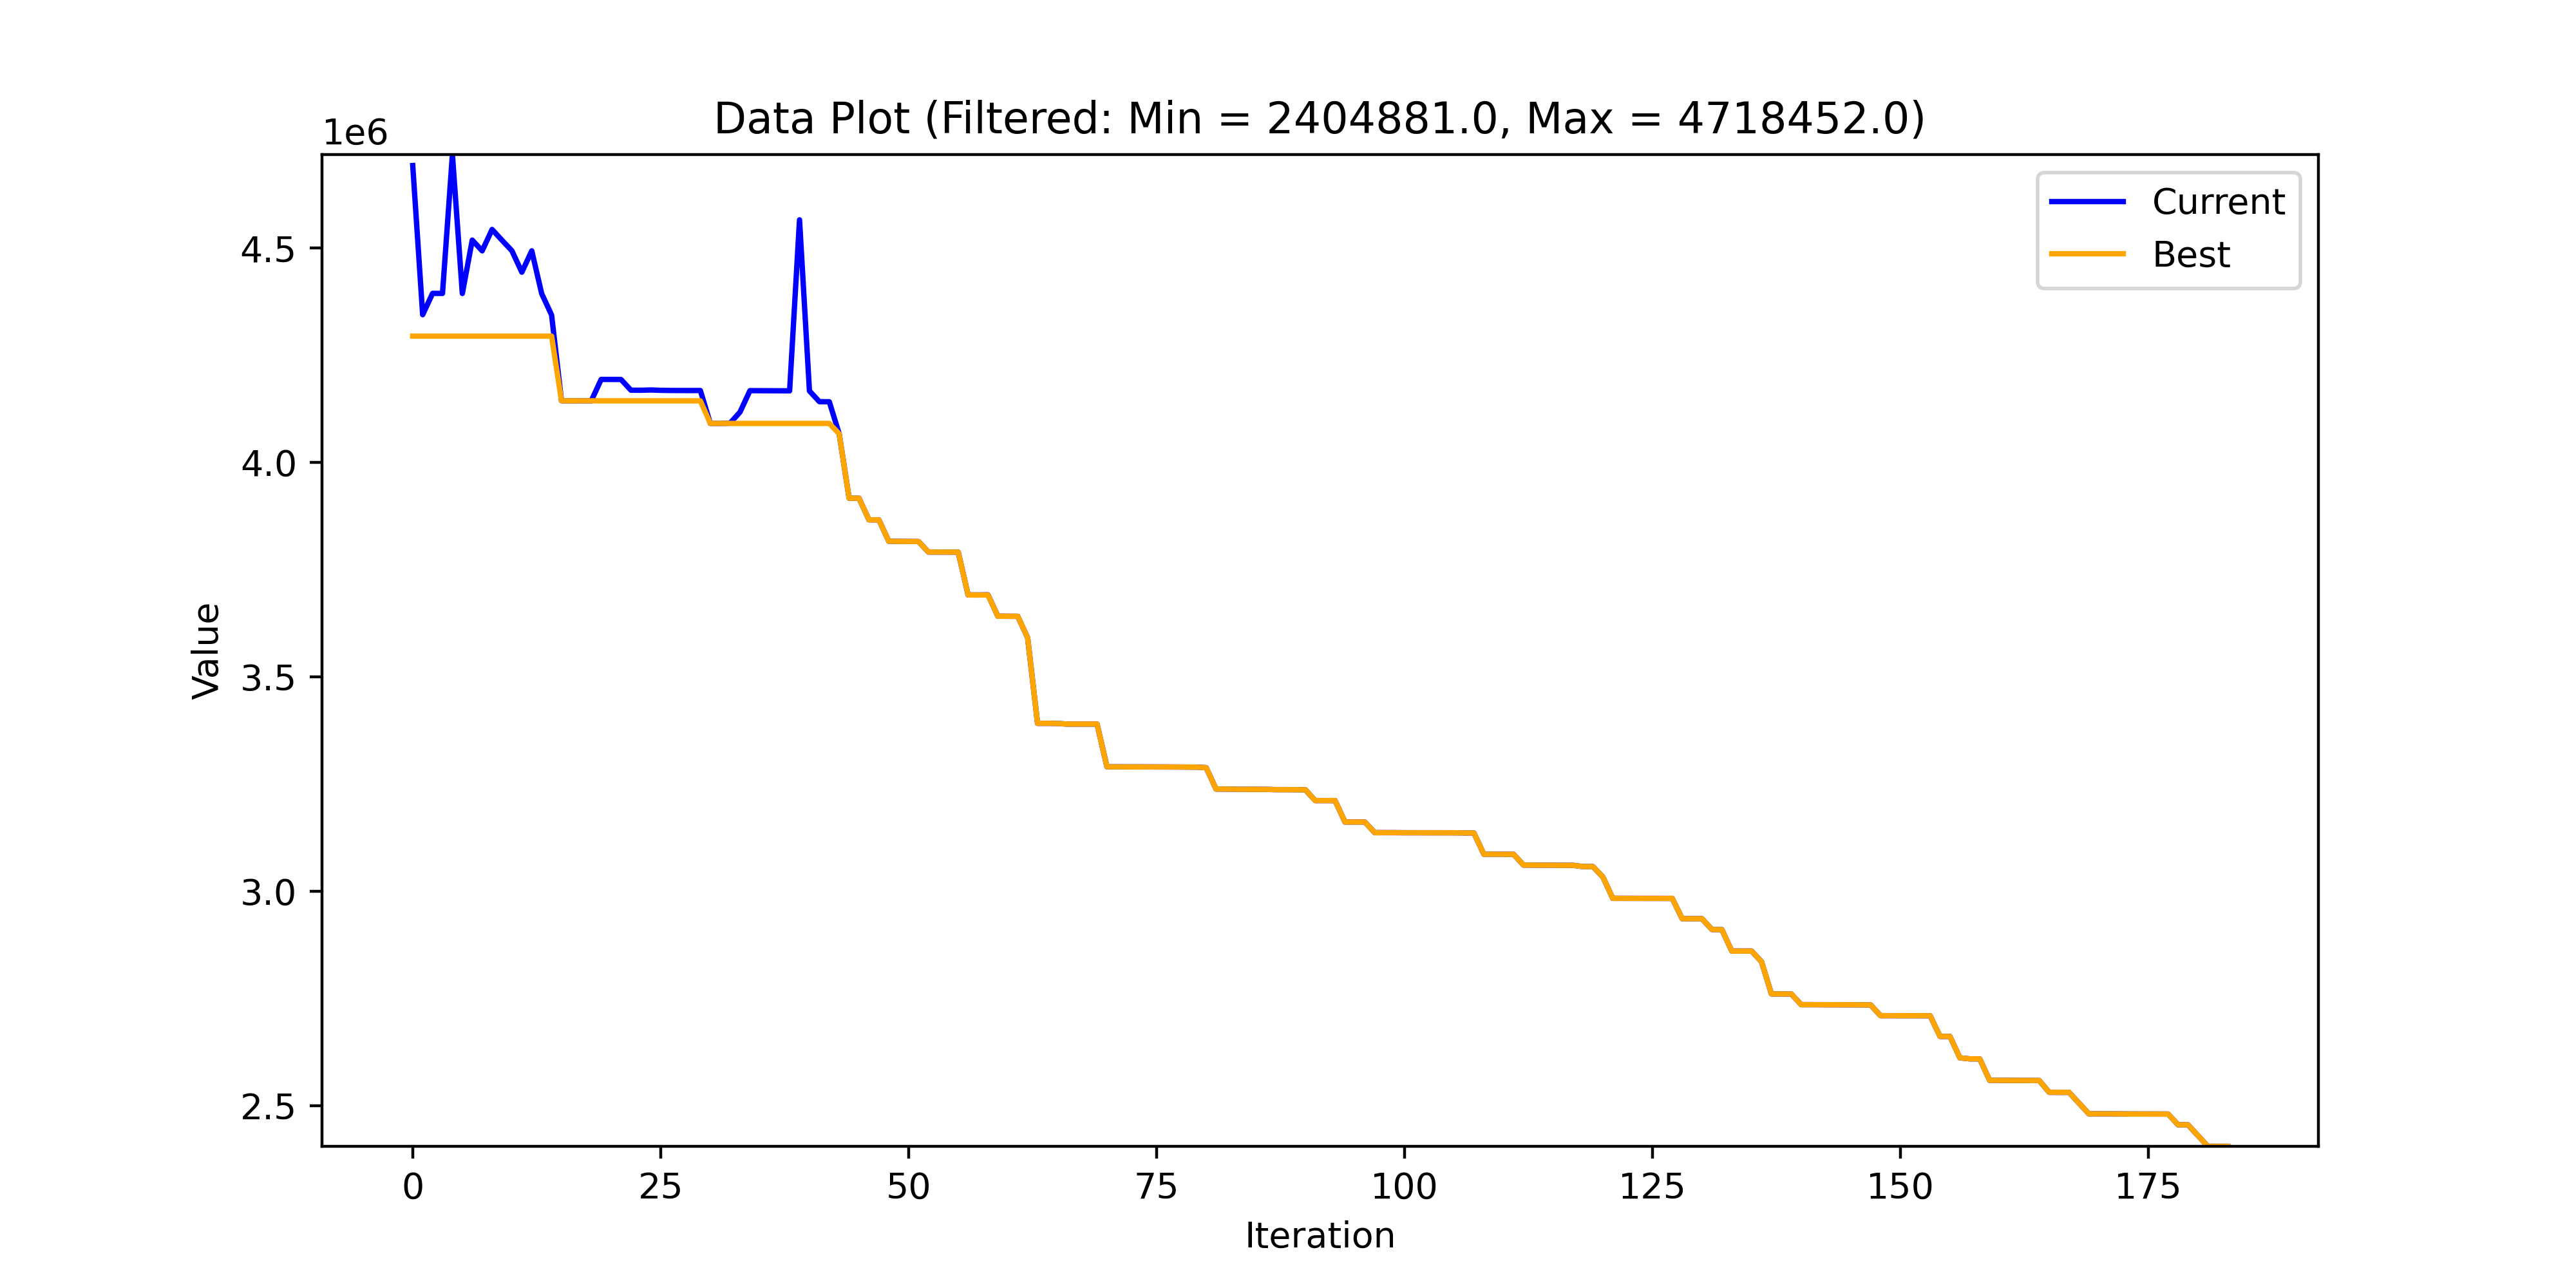 Data Plot (Filtered: Min = 2404881.0, Max = 4718452.0)
1e6
Current
Best
4.5
4.0
3.5
3.0
2.5
Value
0 25 50 75 100 125 150 175
Iteration